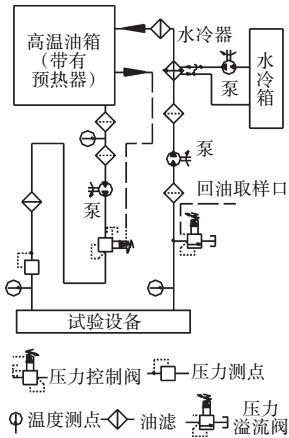 高温油箱
(带有
预热器)
水冷器
泵
水
冷
箱
泵
泵
回油取样口
试验设备
压力控制阀
压力测点
温度测点
油滤
压力
溢流阀